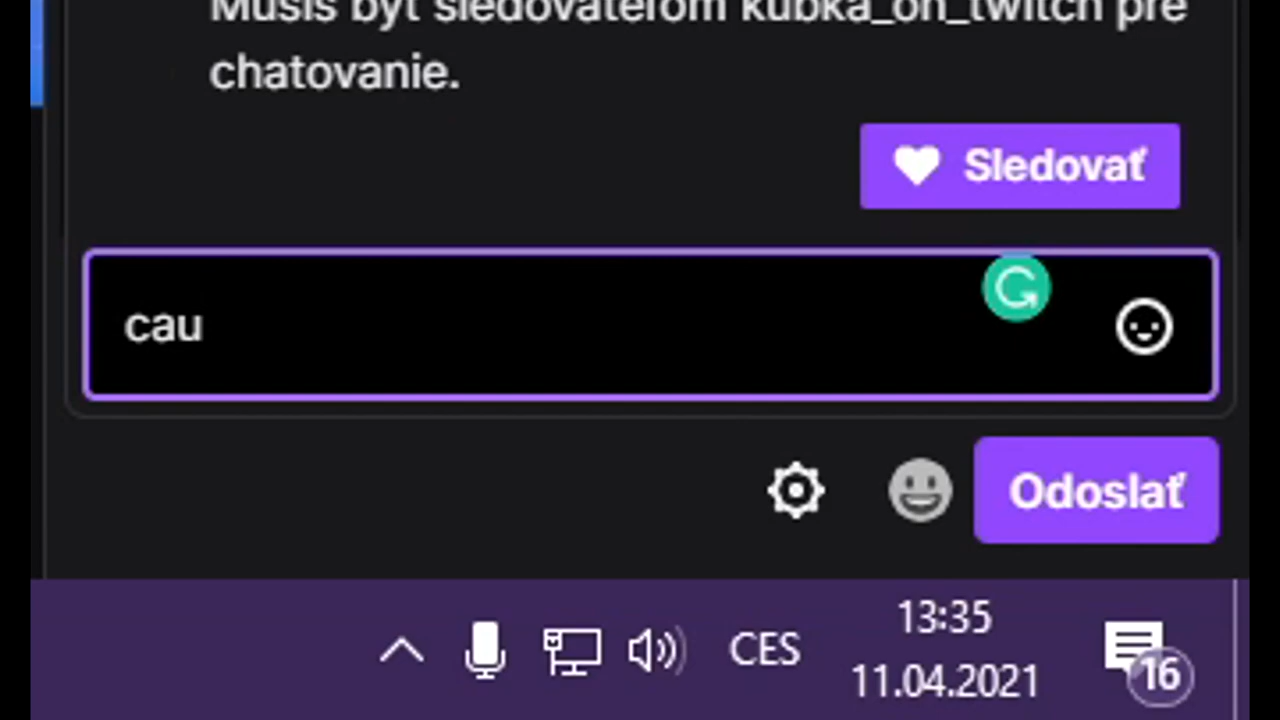 Musíš byť sledovateľom kubka_on_twitch pre
chatovanie.
Sledovať
cau
Odoslať
CES
13:35
11.04.2021
16